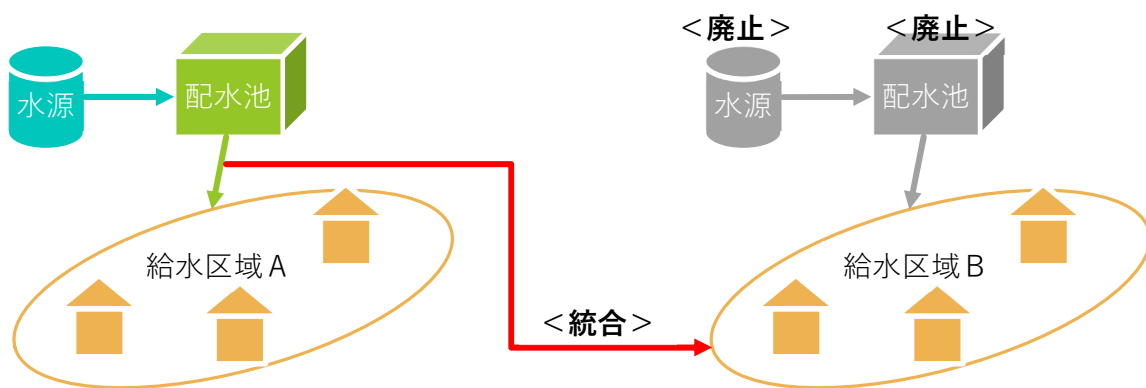 ＜廃止＞
＜廃止＞
水源
配水池
水源
配水池
給水区域Ａ
給水区域Ｂ
＜統合＞